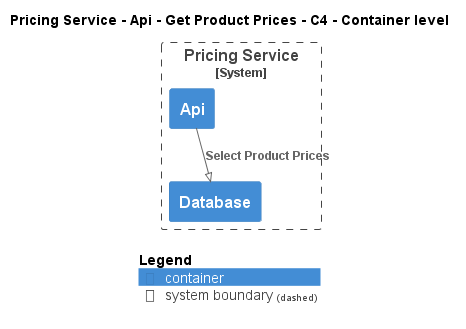 Pricing Service - Api - Get Product Prices - C4 - Container level
Pricing Service
[System]
Api
Select Product Prices
Database
Legend
container
system boundary (dashed)